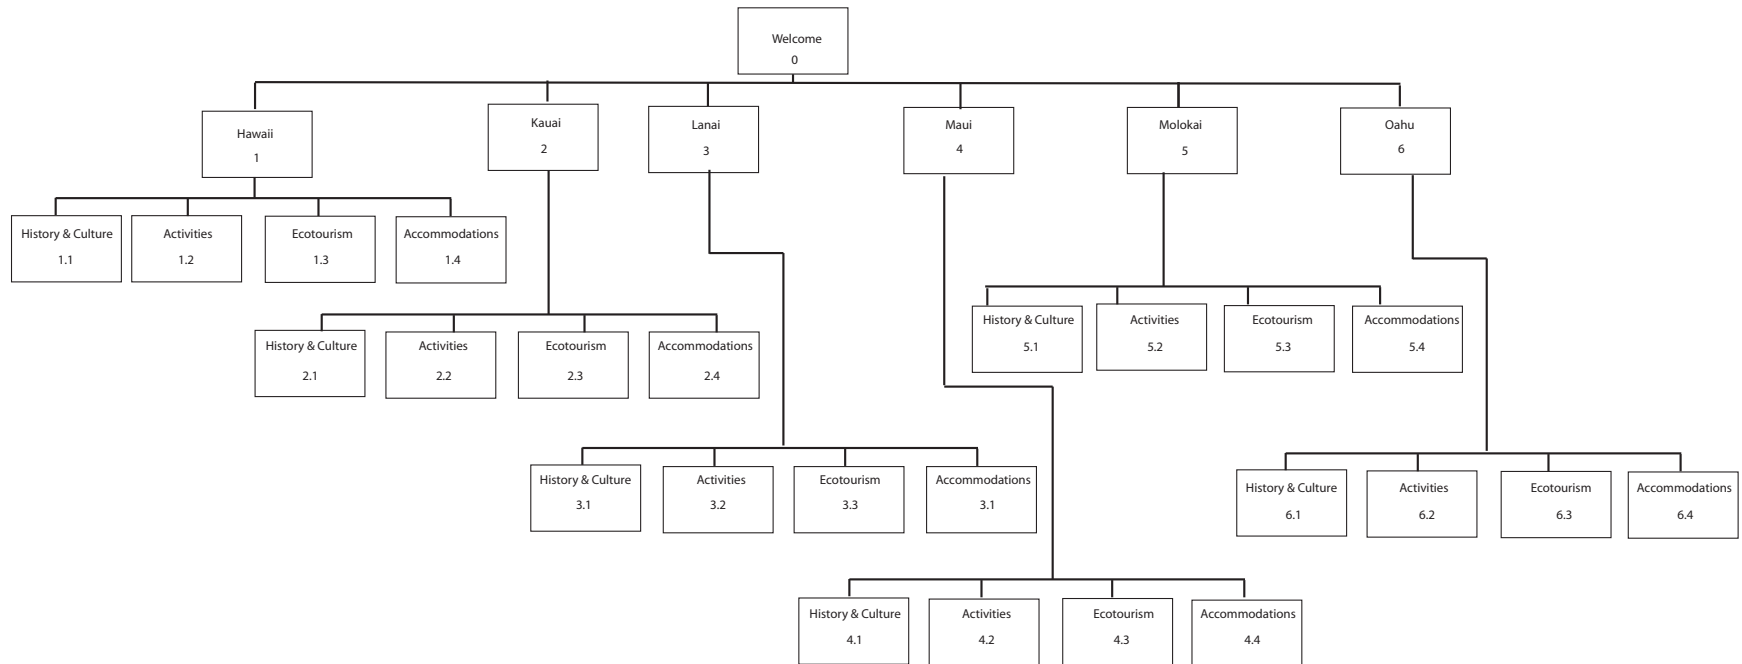 Welcome
0
Hawaii
1
Kauai
2
Lanai
3
Maui
4
Molokai
5
Oahu
6
History & Culture
1.1
Activities
1.2
Ecotourism
1.3
Accommodations
1.4
History & Culture
2.1
Activities
2.2
Ecotourism
2.3
Accommodations
2.4
History & Culture
3.1
Activities
3.2
Ecotourism
3.3
Accommodations
3.1
History & Culture
4.1
Activities
4.2
Ecotourism
4.3
Accommodations
4.4
History & Culture
5.1
Activities
5.2
Ecotourism
5.3
Accommodations
5.4
History & Culture
6.1
Activities
6.2
Ecotourism
6.3
Accommodations
6.4